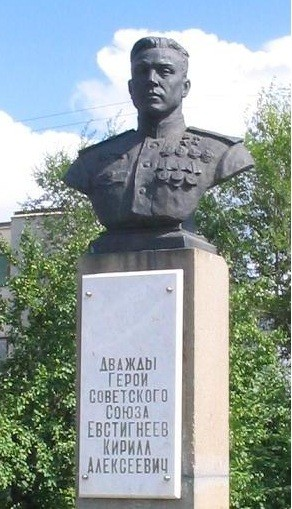 Дважды
Герой
Советского
Союза
Евстигнеев
Кирилл
Алексеевич